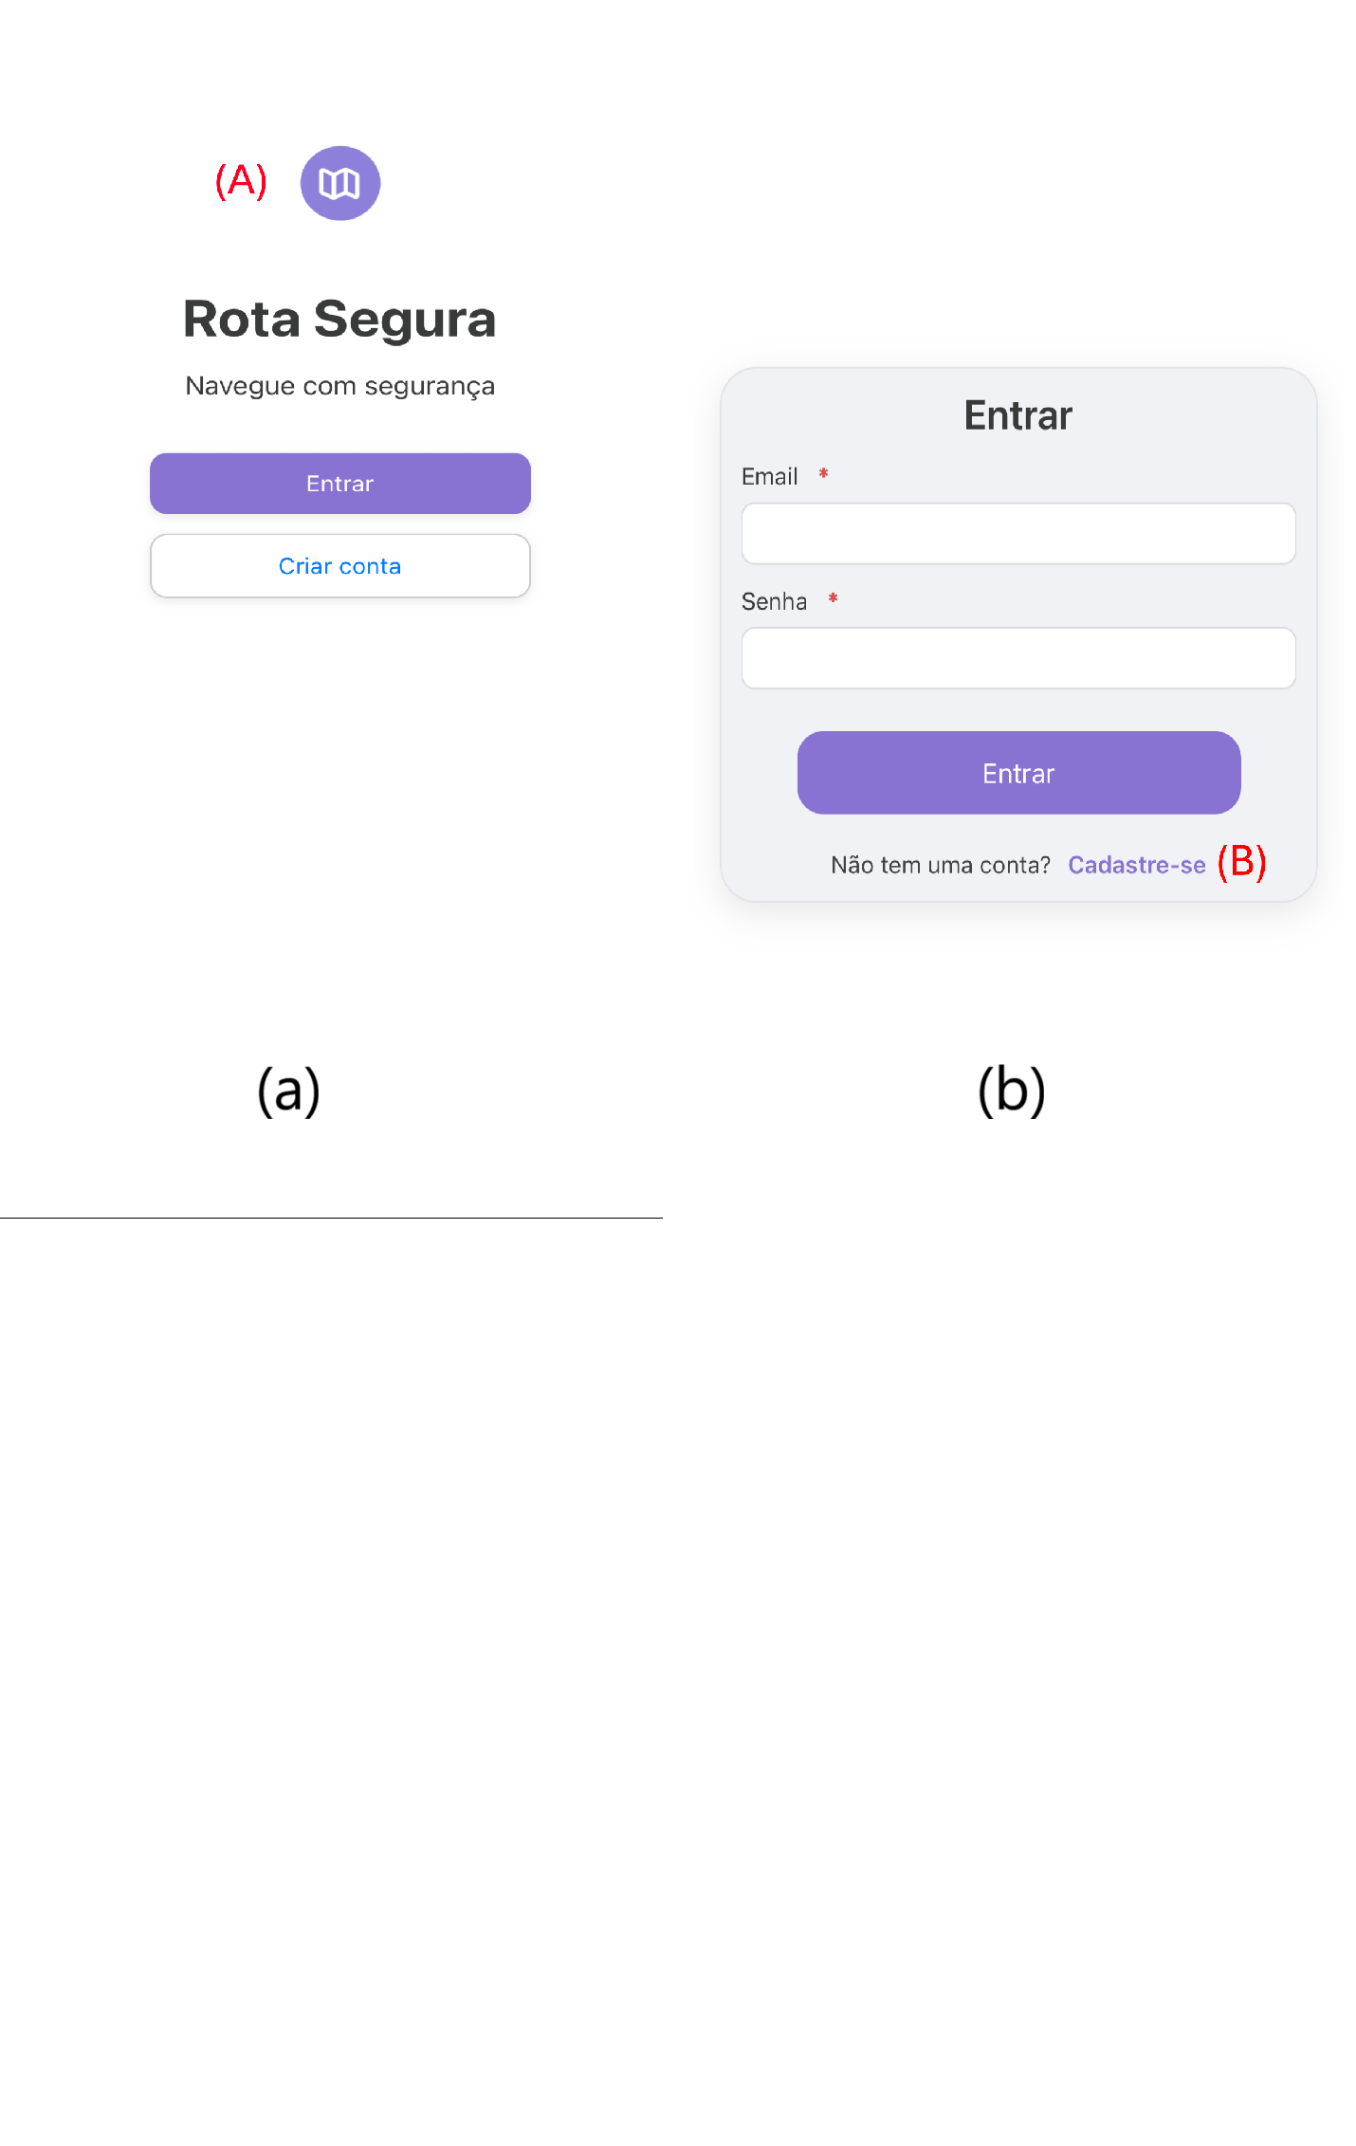 (A)
Rota Segura
Navegue com segurança
Entrar
Criar conta
(a)
Entrar
Email *
Senha *
Entrar
Não tem uma conta? Cadastre-se (B)
(b)